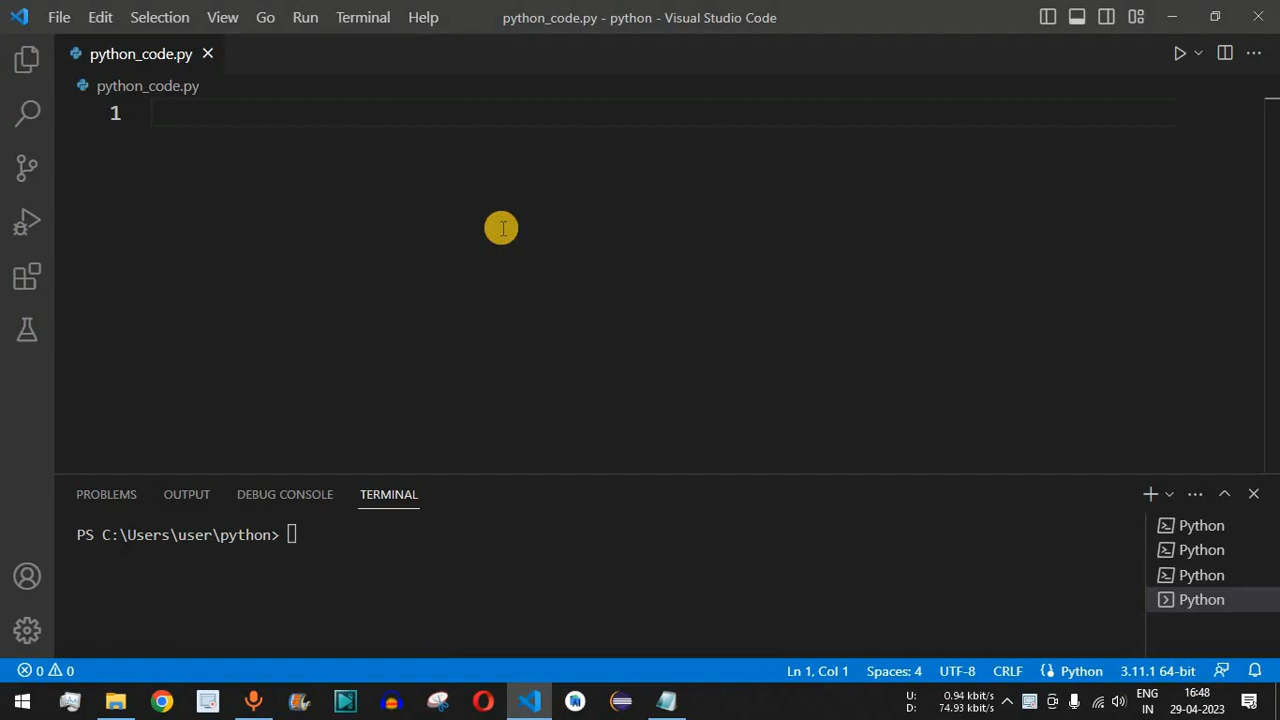 File Edit Selection View Go Run Terminal Help python_code.py - python - Visual Studio Code
python_code.py
python_code.py
1
PROBLEMS OUTPUT DEBUG CONSOLE TERMINAL
PS C:\Users\user\python>
Python
Python
Python
Python
0 0 Ln 1, Col 1 Spaces: 4 UTF-8 CRLF Python 3.11.1 64-bit
U: 0.94 kbit/s
D: 74.93 kbit/s
ENG
IN
16:48
29-04-2023